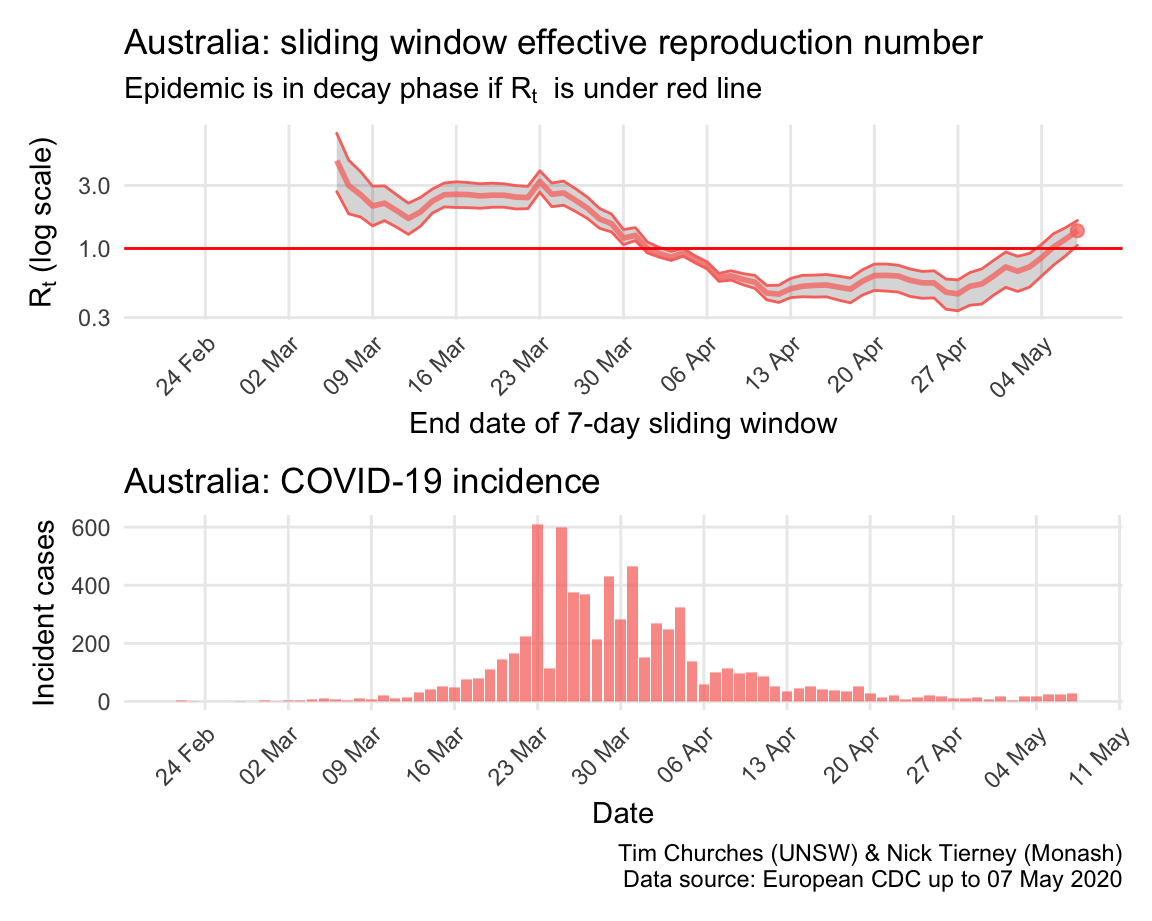 Australia: sliding window effective reproduction number
Epidemic is in decay phase if Rt is under red line
Rt (log scale)
3.0
1.0
0.3
24 Feb
02 Mar
09 Mar
16 Mar
23 Mar
30 Mar
06 Apr
13 Apr
20 Apr
27 Apr
04 May
End date of 7-day sliding window
Australia: COVID-19 incidence
Incident cases
600
400
200
0
24 Feb
02 Mar
09 Mar
16 Mar
23 Mar
30 Mar
06 Apr
13 Apr
20 Apr
27 Apr
04 May
11 May
Date
Tim Churches (UNSW) & Nick Tierney (Monash)
Data source: European CDC up to 07 May 2020